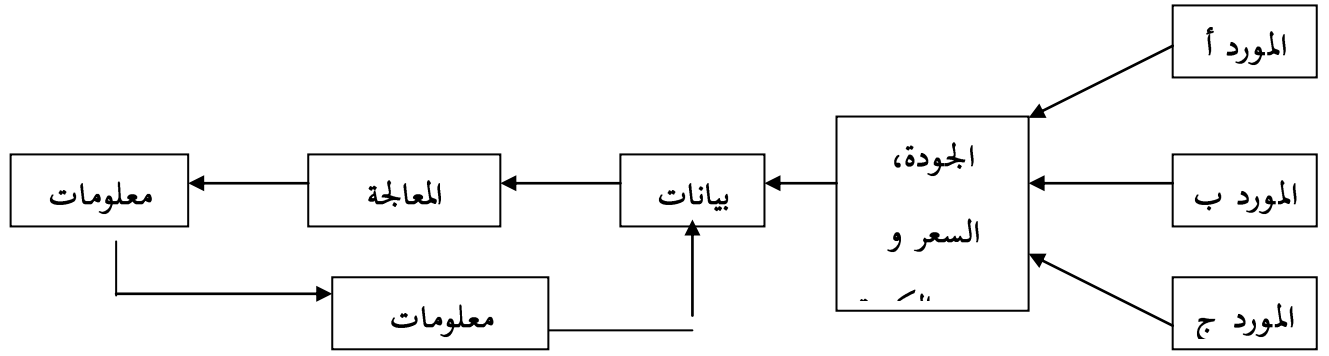 المورد أ
الجودة،
المورد ب
بيانات
المعالجة
معلومات
السعر و
المورد ج
معلومات